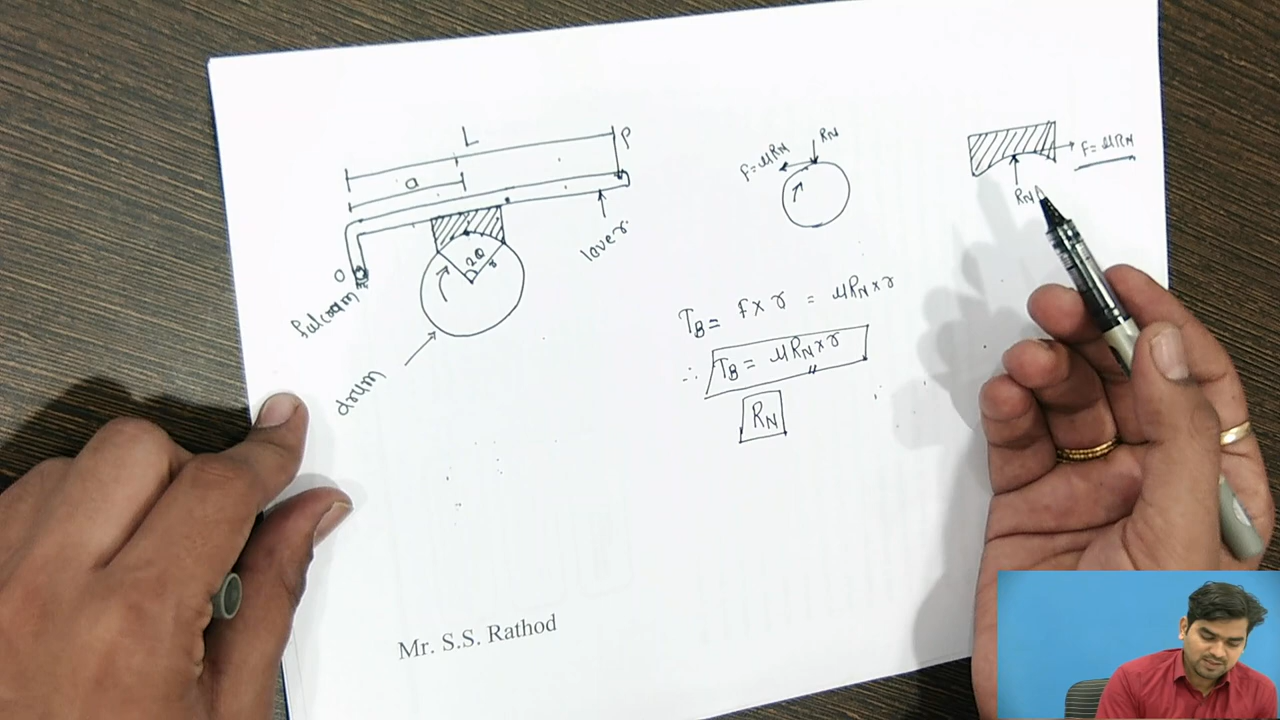 L
P
a
2θ
r
O
fulcrum
lever
drum
F=μRN
RN
F=μRN
RN
TB = F×r = μRN×r
∴ TB = μRN×r
RN
Mr. S.S. Rathod